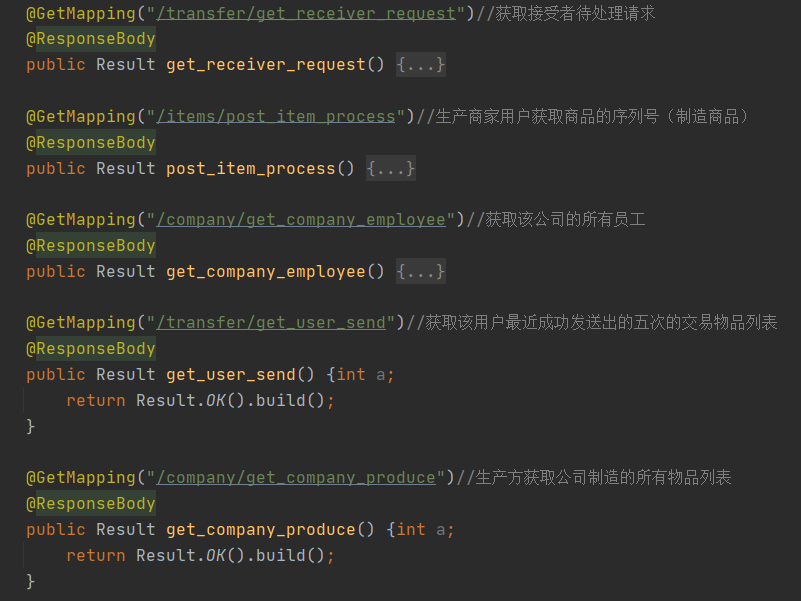 @GetMapping("/transfer/get_receiver_request")//获取接受者待处理请求
@ResponseBody
public Result get_receiver_request() {...}
@GetMapping("/items/post_item_process")//生产商家用户获取商品的序列号（制造商品）
@ResponseBody
public Result post_item_process() {...}
@GetMapping("/company/get_company_employee")//获取该公司的所有员工
@ResponseBody
public Result get_company_employee() {...}
@GetMapping("/transfer/get_user_send")//获取该用户最近成功发送出的五次的交易物品列表
@ResponseBody
public Result get_user_send() {int a;
return Result.OK().build();
}
@GetMapping("/company/get_company_produce")//生产方获取公司制造的所有物品列表
@ResponseBody
public Result get_company_produce() {int a;
return Result.OK().build();
}